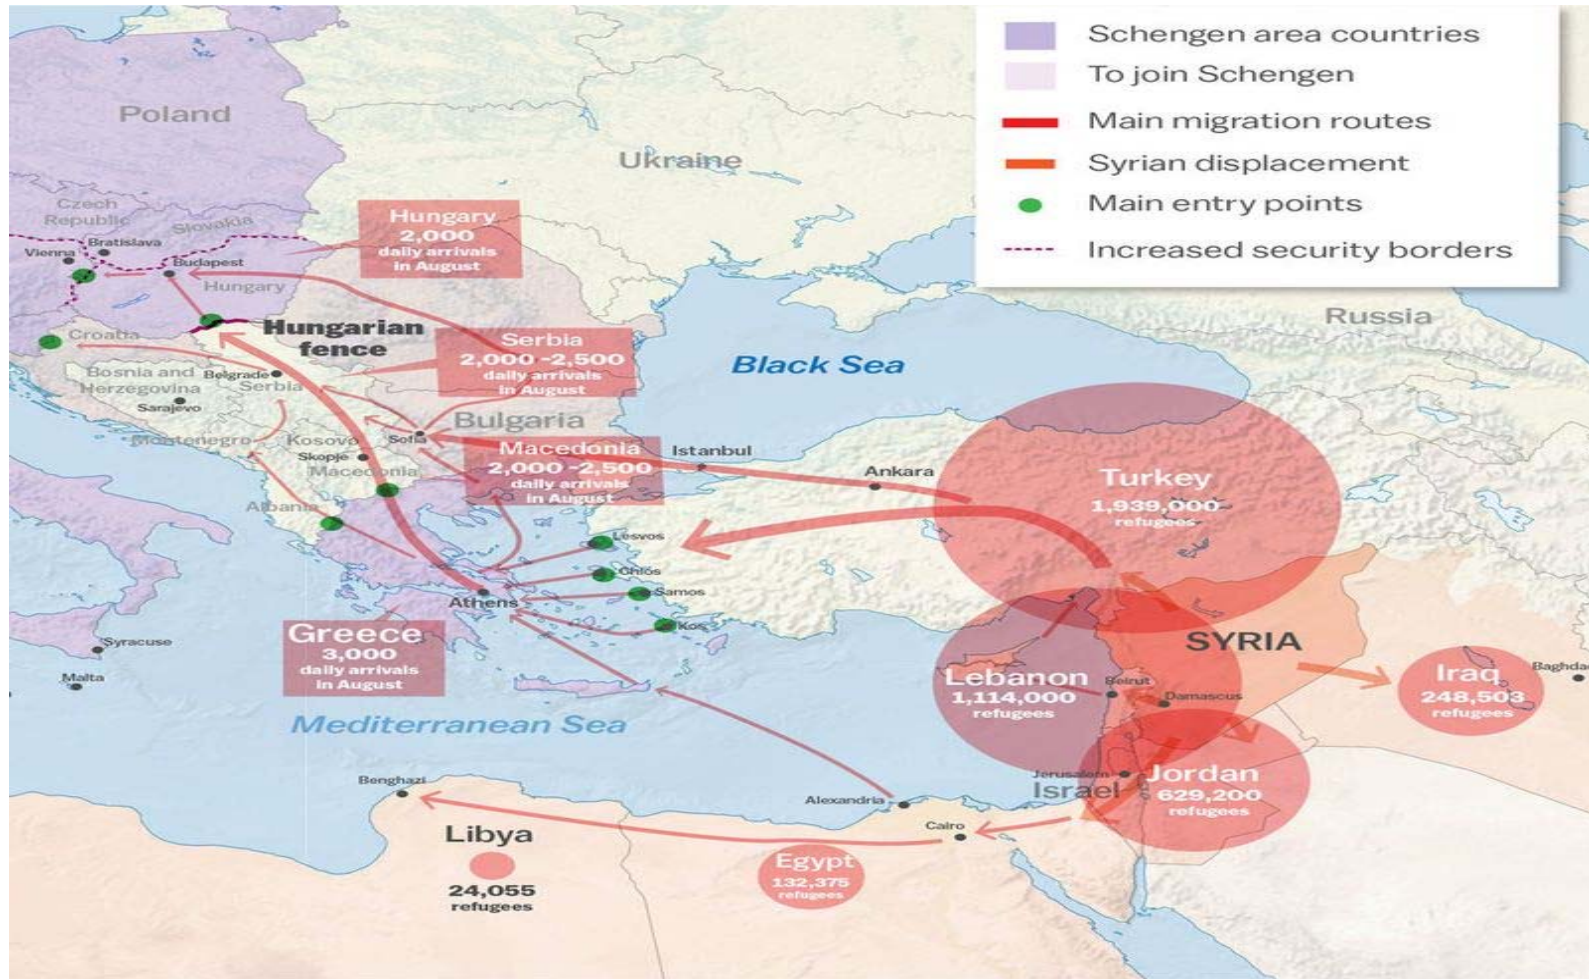 Schengen area countries
To join Schengen
Main migration routes
Syrian displacement
Main entry points
Increased security borders
Poland
Ukraine
Czech
Republic
Slovakia
Hungary
2,000
daily arrivals
in August
Bratislava
Vienna
Budapest
Hungary
Russia
Hungarian
fence
Croatia
Serbia
2,000 -2,500
daily arrivals
in August
Black Sea
Bosnia and
Herzegovina
Belgrade
Serbia
Sarajevo
Bulgaria
Montenegro
Kosovo
Sofia
Skopje
Macedonia
Macedonia
2,000 -2,500
daily arrivals
in August
Istanbul
Ankara
Turkey
1,939,000
refugees
Albania
Lesvos
Chios
Samos
Athens
Kos
Greece
3,000
daily arrivals
in August
Syracuse
Malta
SYRIA
Lebanon
1,114,000
refugees
Beirut
Damascus
Iraq
248,503
refugees
Baghda
Mediterranean Sea
Benghazi
Alexandria
Jerusalem
Israel
Jordan
629,200
refugees
Cairo
Libya
24,055
refugees
Egypt
132,375
refugees